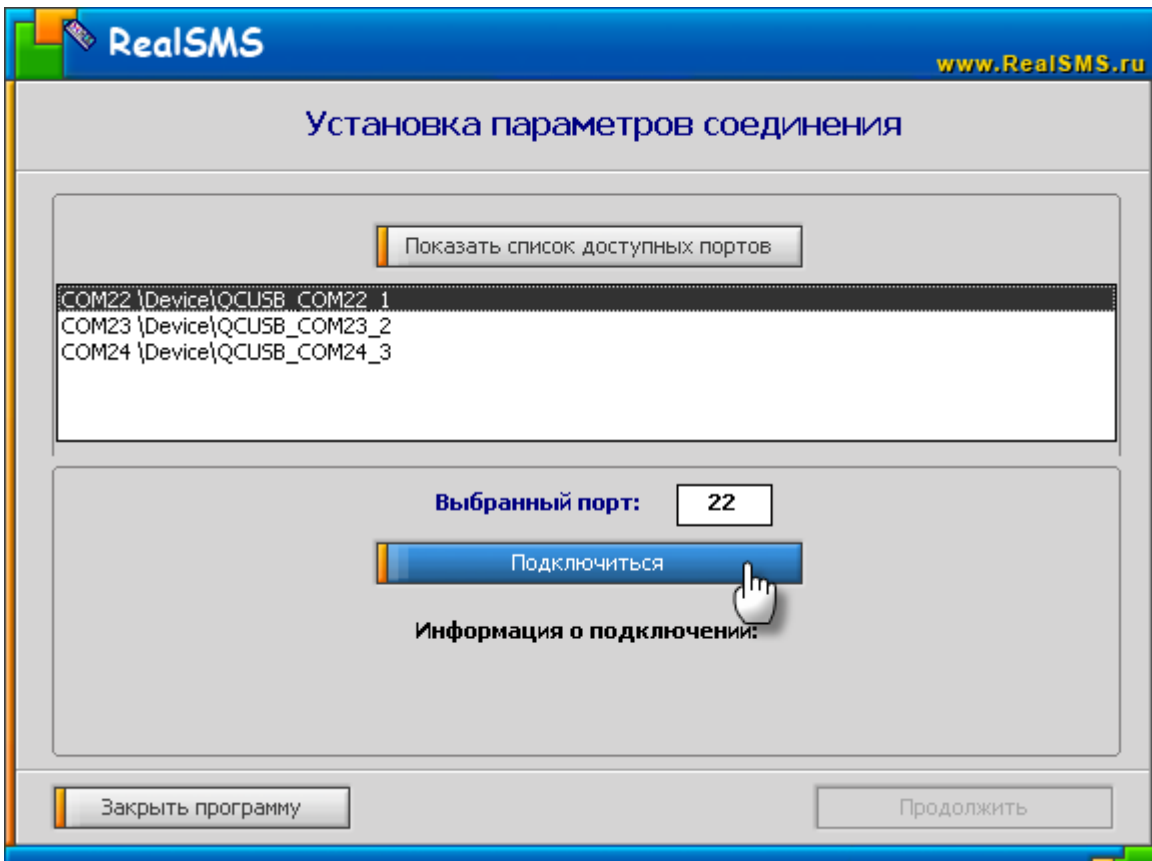 RealSMS
www.RealSMS.ru
Установка параметров соединения
Показать список доступных портов
COM22 \Device\QCUSB_COM22_1
COM23 \Device\QCUSB_COM23_2
COM24 \Device\QCUSB_COM24_3
Выбранный порт: 22
Подключиться
Информация о подключении:
Закрыть программу Продолжить